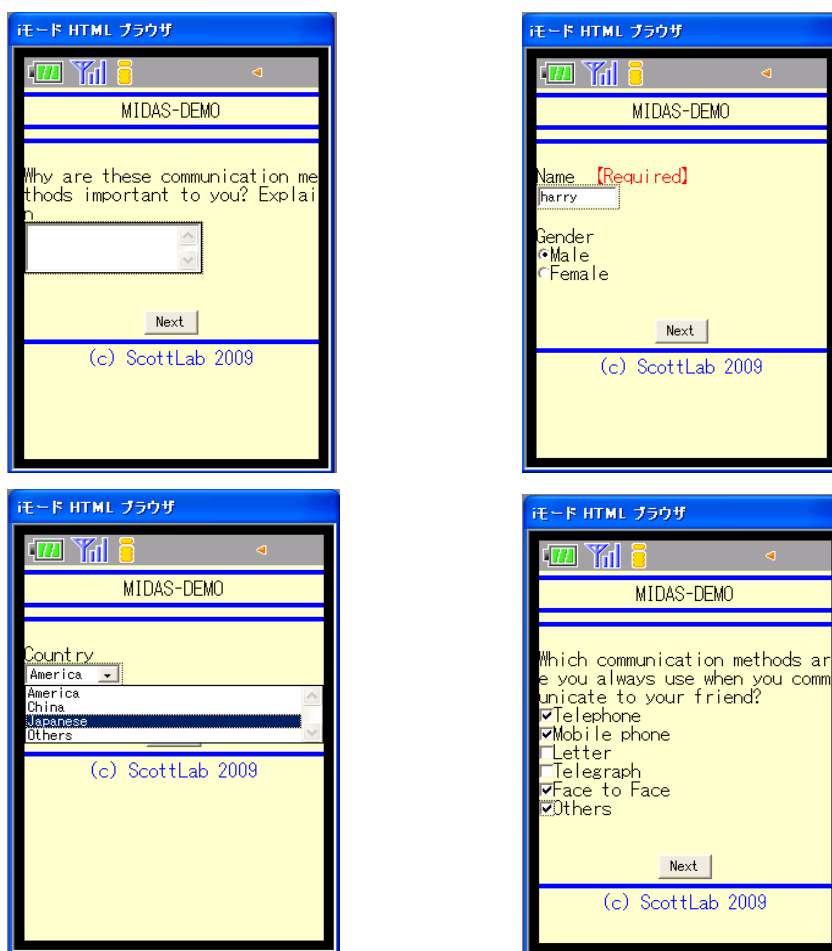 iモード HTML ブラウザ
MIDAS-DEMO
Why are these communication me
thods important to you? Explai
n
Next
(c) ScottLab 2009
iモード HTML ブラウザ
MIDAS-DEMO
Name 【Required】
harry
Gender
Male
Female
Next
(c) ScottLab 2009
iモード HTML ブラウザ
MIDAS-DEMO
Country
America
America
China
Japanese
Others
(c) ScottLab 2009
iモード HTML ブラウザ
MIDAS-DEMO
Which communication methods ar
e you always use when you comm
unicate to your friend?
Telephone
Mobile phone
Letter
Telegraph
Face to Face
Others
Next
(c) ScottLab 2009